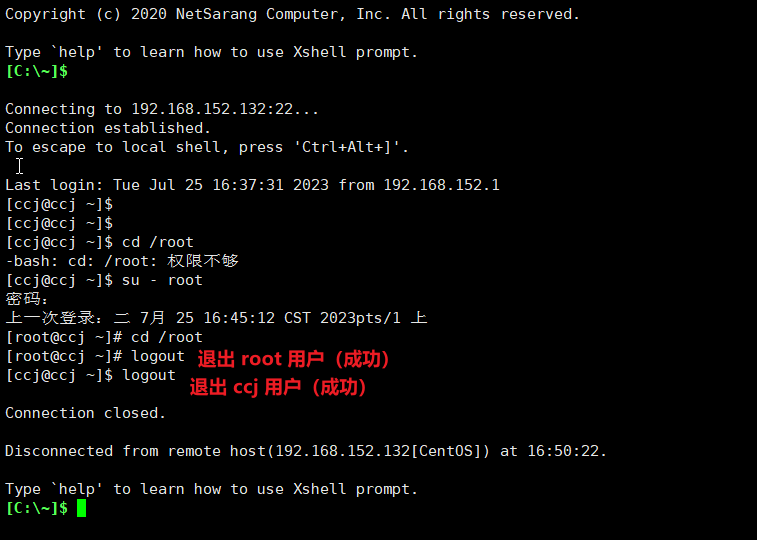 Copyright (c) 2020 NetSarang Computer, Inc. All rights reserved.
Type `help' to learn how to use Xshell prompt.
[C:\~]$
Connecting to 192.168.152.132:22...
Connection established.
To escape to local shell, press 'Ctrl+Alt+]'.
Last login: Tue Jul 25 16:37:31 2023 from 192.168.152.1
[ccj@ccj ~]$
[ccj@ccj ~]$
[ccj@ccj ~]$ cd /root
-bash: cd: /root: 权限不够
[ccj@ccj ~]$ su - root
密码：
上一次登录：二 7月 25 16:45:12 CST 2023pts/1 上
[root@ccj ~]# cd /root
[root@ccj ~]# logout 退出 root 用户（成功）
[ccj@ccj ~]$ logout 退出 ccj 用户（成功）
Connection closed.
Disconnected from remote host(192.168.152.132[CentOS]) at 16:50:22.
Type `help' to learn how to use Xshell prompt.
[C:\~]$